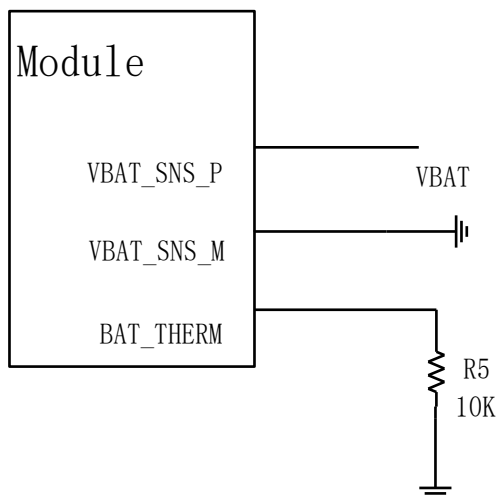 Module
VBAT_SNS_P
VBAT
VBAT_SNS_M
BAT_THERM
R5
10K